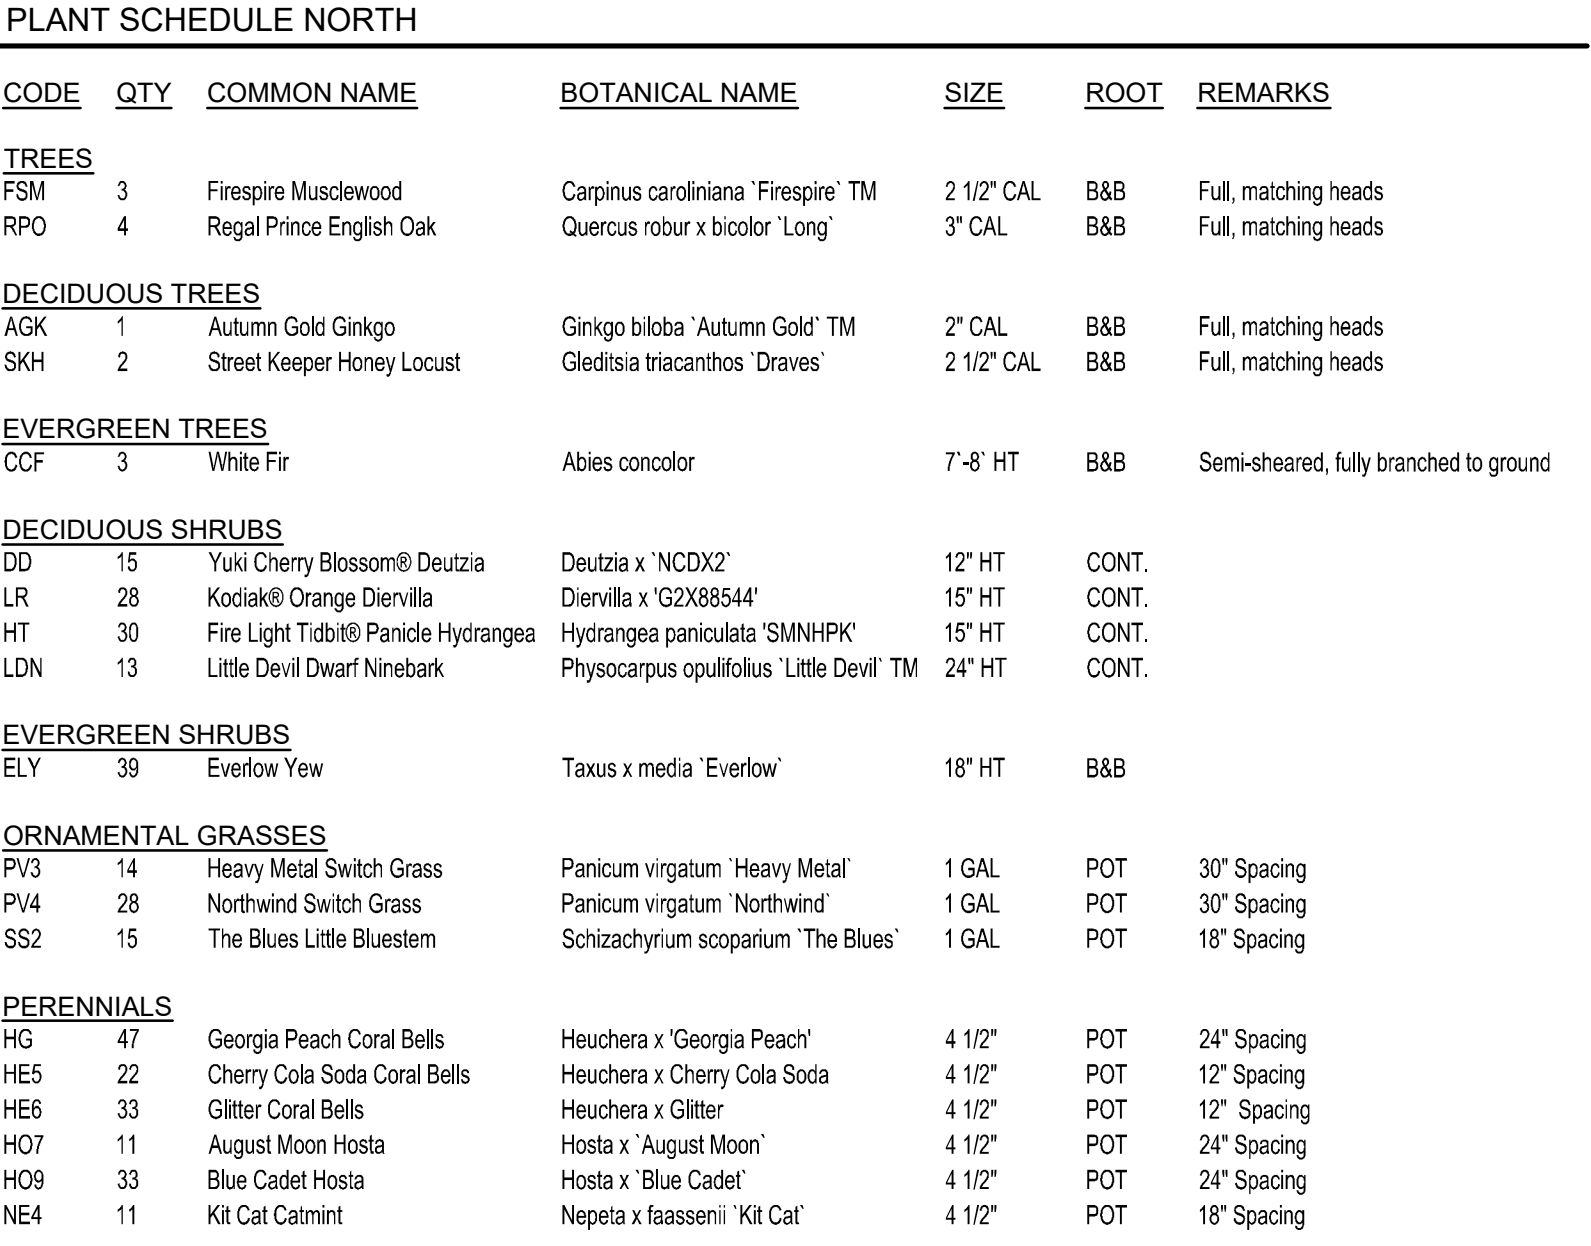 PLANT SCHEDULE NORTH
CODE QTY COMMON NAME BOTANICAL NAME SIZE ROOT REMARKS
TREES
FSM 3 Firespire Musclewood Carpinus caroliniana `Firespire` TM 2 1/2" CAL B&B Full, matching heads
RPO 4 Regal Prince English Oak Quercus robur x bicolor `Long` 3" CAL B&B Full, matching heads
DECIDUOUS TREES
AGK 1 Autumn Gold Ginkgo Ginkgo biloba `Autumn Gold` TM 2" CAL B&B Full, matching heads
SKH 2 Street Keeper Honey Locust Gleditsia triacanthos `Draves` 2 1/2" CAL B&B Full, matching heads
EVERGREEN TREES
CCF 3 White Fir Abies concolor 7`-8` HT B&B Semi-sheared, fully branched to ground
DECIDUOUS SHRUBS
DD 15 Yuki Cherry Blossom® Deutzia Deutzia x `NCDX2` 12" HT CONT.
LR 28 Kodiak® Orange Diervilla Diervilla x 'G2X88544' 15" HT CONT.
HT 30 Fire Light Tidbit® Panicle Hydrangea Hydrangea paniculata 'SMNHPK' 15" HT CONT.
LDN 13 Little Devil Dwarf Ninebark Physocarpus opulifolius `Little Devil` TM 24" HT CONT.
EVERGREEN SHRUBS
ELY 39 Everlow Yew Taxus x media `Everlow` 18" HT B&B
ORNAMENTAL GRASSES
PV3 14 Heavy Metal Switch Grass Panicum virgatum `Heavy Metal` 1 GAL POT 30" Spacing
PV4 28 Northwind Switch Grass Panicum virgatum `Northwind` 1 GAL POT 30" Spacing
SS2 15 The Blues Little Bluestem Schizachyrium scoparium `The Blues` 1 GAL POT 18" Spacing
PERENNIALS
HG 47 Georgia Peach Coral Bells Heuchera x 'Georgia Peach' 4 1/2" POT 24" Spacing
HE5 22 Cherry Cola Soda Coral Bells Heuchera x Cherry Cola Soda 4 1/2" POT 12" Spacing
HE6 33 Glitter Coral Bells Heuchera x Glitter 4 1/2" POT 12" Spacing
HO7 11 August Moon Hosta Hosta x `August Moon` 4 1/2" POT 24" Spacing
HO9 33 Blue Cadet Hosta Hosta x `Blue Cadet` 4 1/2" POT 24" Spacing
NE4 11 Kit Cat Catmint Nepeta x faassenii `Kit Cat` 4 1/2" POT 18" Spacing